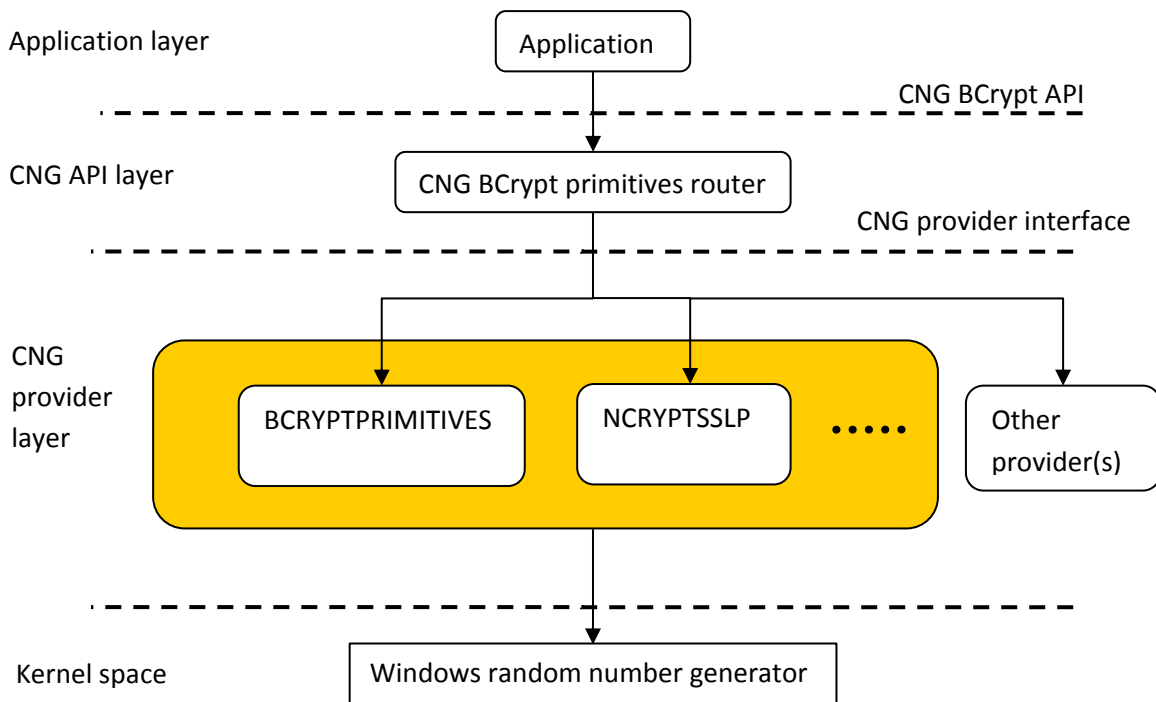 Application layer
Application
CNG BCrypt API
CNG API layer
CNG BCrypt primitives router
CNG provider interface
CNG
provider
layer
BCRYPTPRIMITIVES
NCRYPTSSLP
.....
Other
provider(s)
Kernel space
Windows random number generator